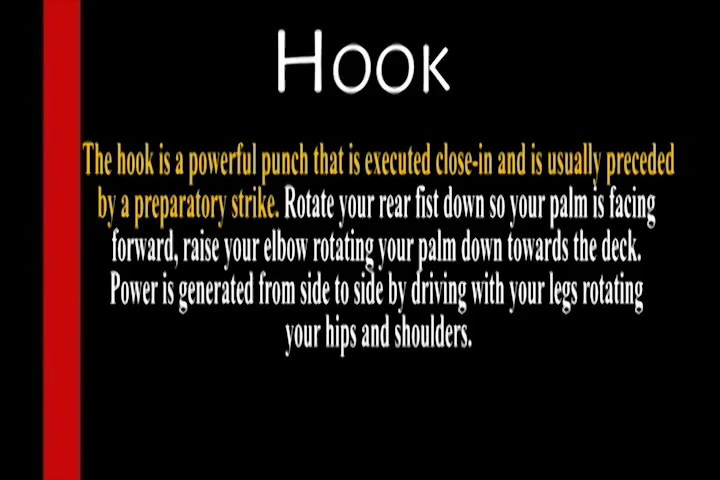 Hook
The hook is a powerful punch that is executed close-in and is usually preceded
by a preparatory strike. Rotate your rear fist down so your palm is facing
forward, raise your elbow rotating your palm down towards the deck.
Power is generated from side to side by driving with your legs rotating
your hips and shoulders.